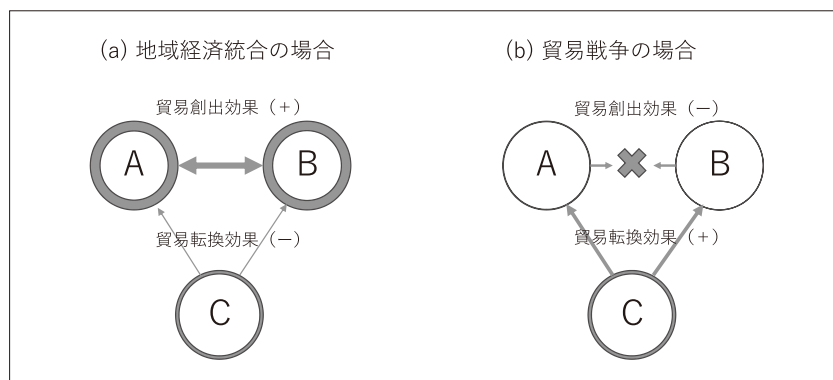 (a) 地域経済統合の場合
貿易創出効果（＋）
A
B
貿易転換効果（－）
C
(b) 貿易戦争の場合
貿易創出効果（－）
A
B
貿易転換効果（＋）
C